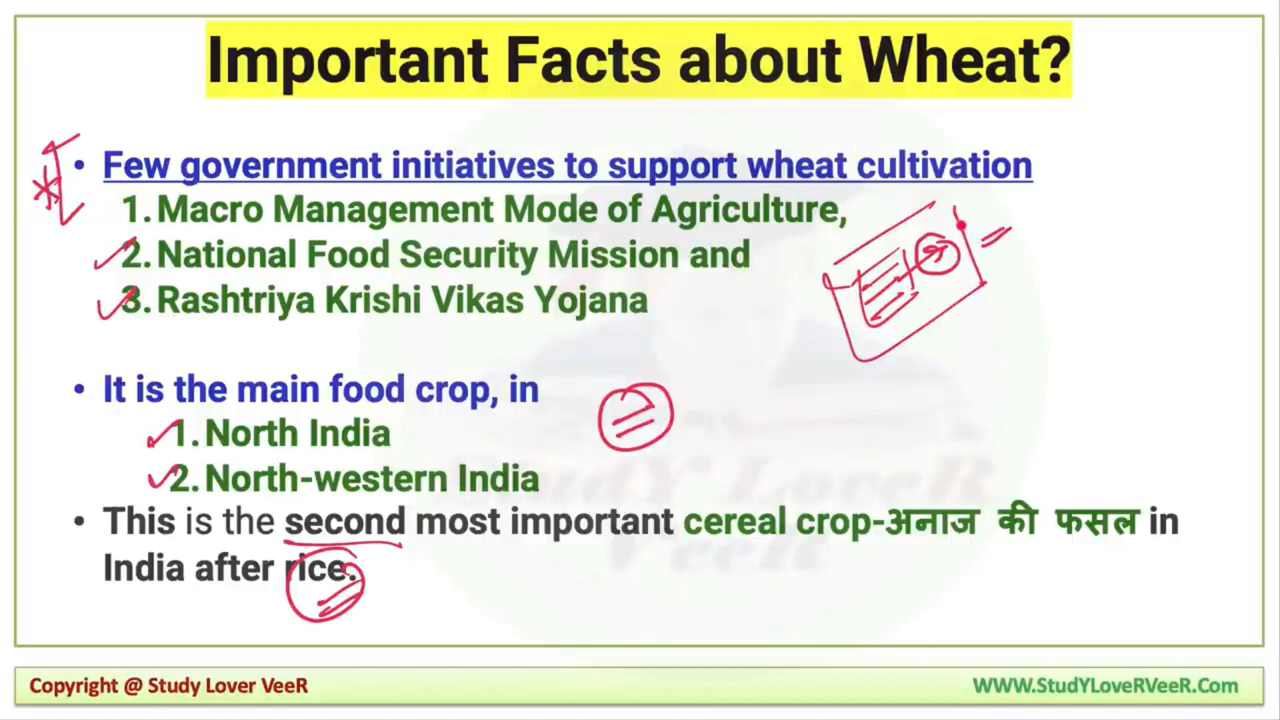 Important Facts about Wheat?
• Few government initiatives to support wheat cultivation
1. Macro Management Mode of Agriculture,
2. National Food Security Mission and
3. Rashtriya Krishi Vikas Yojana
• It is the main food crop, in
1. North India
2. North-western India
• This is the second most important cereal crop-अनाज की फसल in
India after rice.
StudY LoveR
VeeR
Copyright @ Study Lover VeeR
WWW.StudYLoveRVeeR.Com